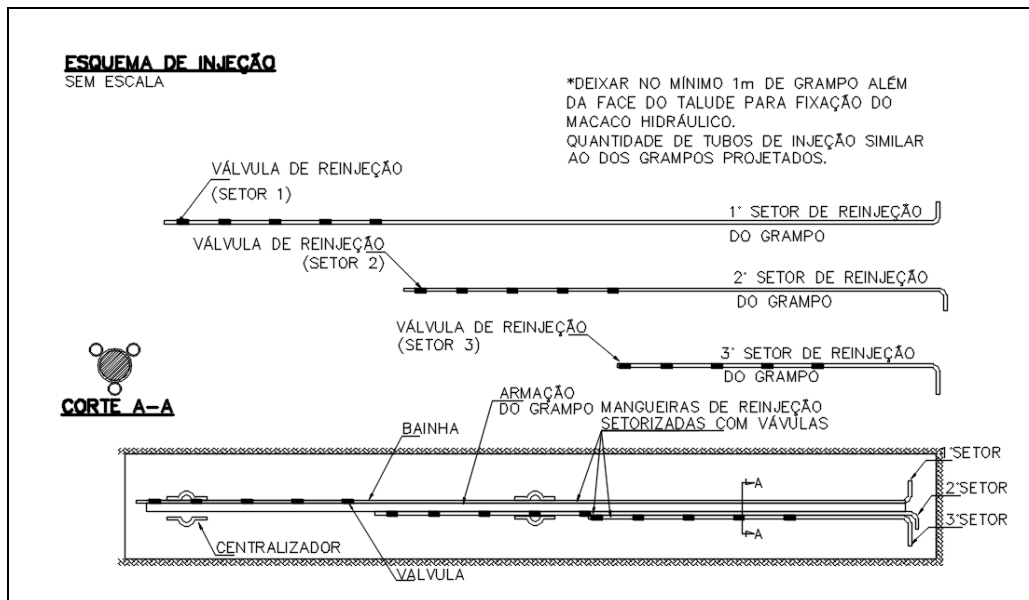 ESQUEMA DE INJEÇÃO
SEM ESCALA
*DEIXAR NO MÍNIMO 1m DE GRAMPO ALÉM
DA FACE DO TALUDE PARA FIXAÇÃO DO
MACACO HIDRÁULICO.
QUANTIDADE DE TUBOS DE INJEÇÃO SIMILAR
AO DOS GRAMPOS PROJETADOS.
VÁLVULA DE REINJEÇÃO
(SETOR 1)
1° SETOR DE REINJEÇÃO
DO GRAMPO
VÁLVULA DE REINJEÇÃO
(SETOR 2)
2° SETOR DE REINJEÇÃO
DO GRAMPO
VÁLVULA DE REINJEÇÃO
(SETOR 3)
3° SETOR DE REINJEÇÃO
DO GRAMPO
CORTE A-A
ARMAÇÃO
DO GRAMPO
MANGUEIRAS DE REINJEÇÃO
SETORIZADAS COM VÁVULAS
BAINHA
1°SETOR
A
2°SETOR
3°SETOR
A
CENTRALIZADOR
VALVULA